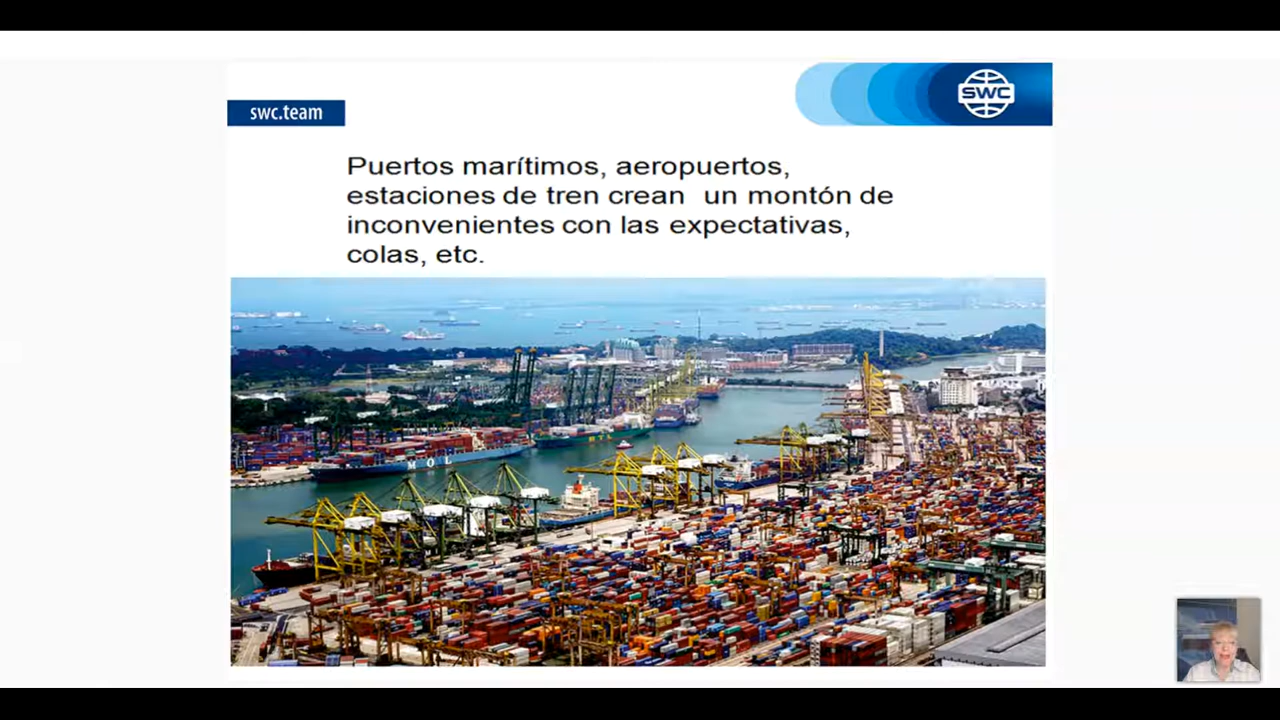 swc.team
SWC
Puertos marítimos, aeropuertos,
estaciones de tren crean  un montón de
inconvenientes con las expectativas,
colas, etc.
MOL